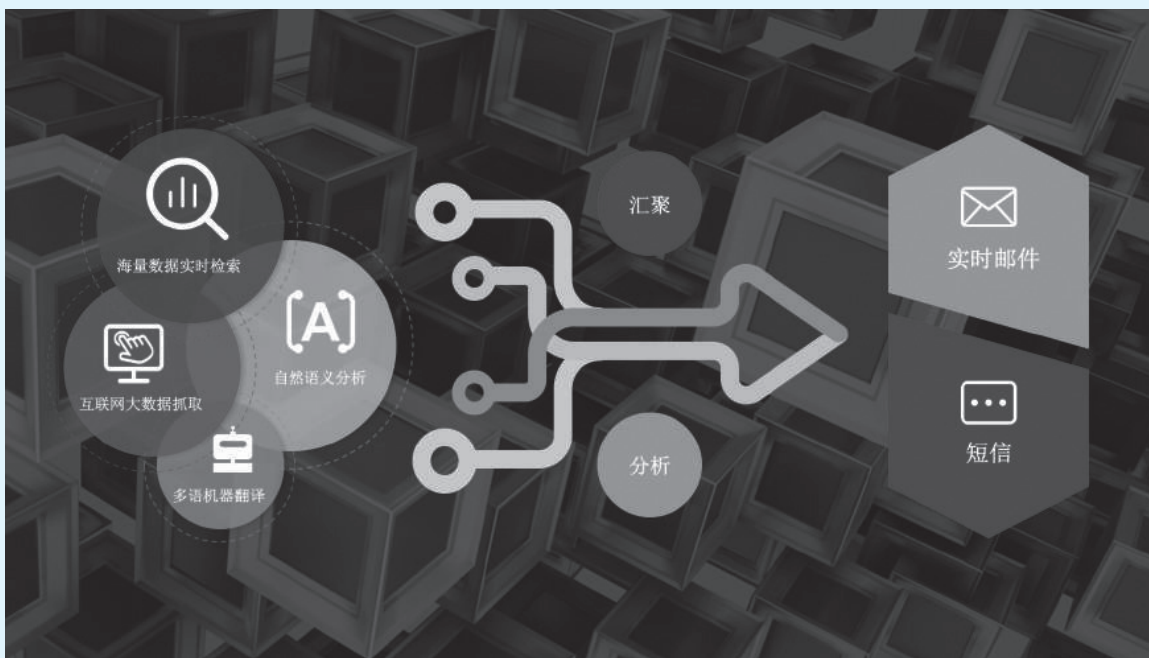 海量数据实时检索
自然语义分析
互联网大数据抓取
多语机器翻译
汇聚
分析
实时邮件
短信